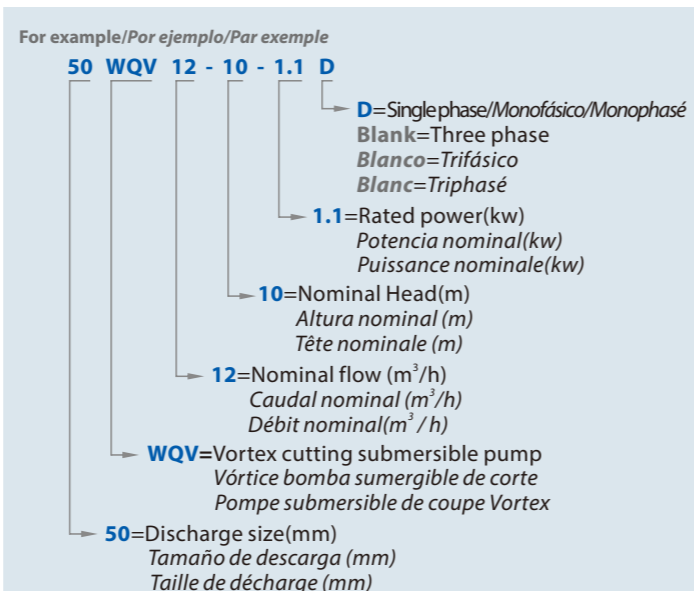 For example/Por ejemplo/Par exemple
50 WQV 12 - 10 - 1.1 D
D=Single phase/Monofásico/Monophasé
Blank=Three phase
Blanco=Trifásico
Blanc=Triphasé
1.1=Rated power(kw)
Potencia nominal(kw)
Puissance nominale(kw)
10=Nominal Head(m)
Altura nominal (m)
Tête nominale (m)
12=Nominal flow (m³/h)
Caudal nominal (m³/h)
Débit nominal(m³ / h)
WQV=Vortex cutting submersible pump
Vórtice bomba sumergible de corte
Pompe submersible de coupe Vortex
50=Discharge size(mm)
Tamaño de descarga (mm)
Taille de décharge (mm)